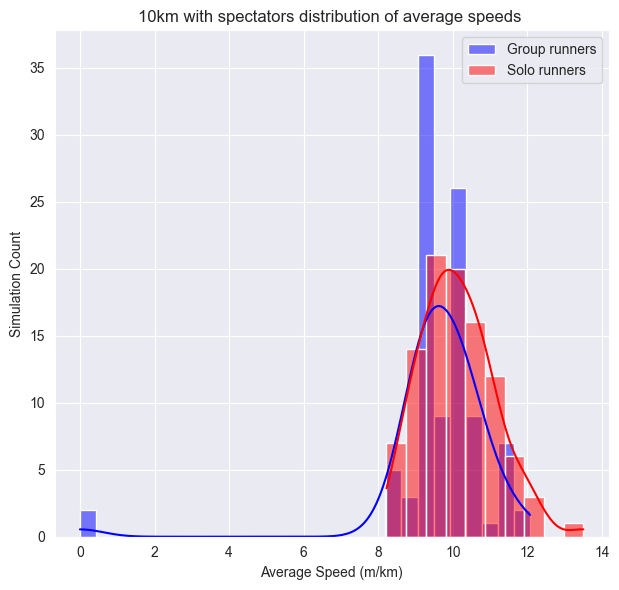 10km with spectators distribution of average speeds
Group runners
Solo runners
Simulation Count
35
30
25
20
15
10
5
0
0 2 4 6 8 10 12 14
Average Speed (m/km)